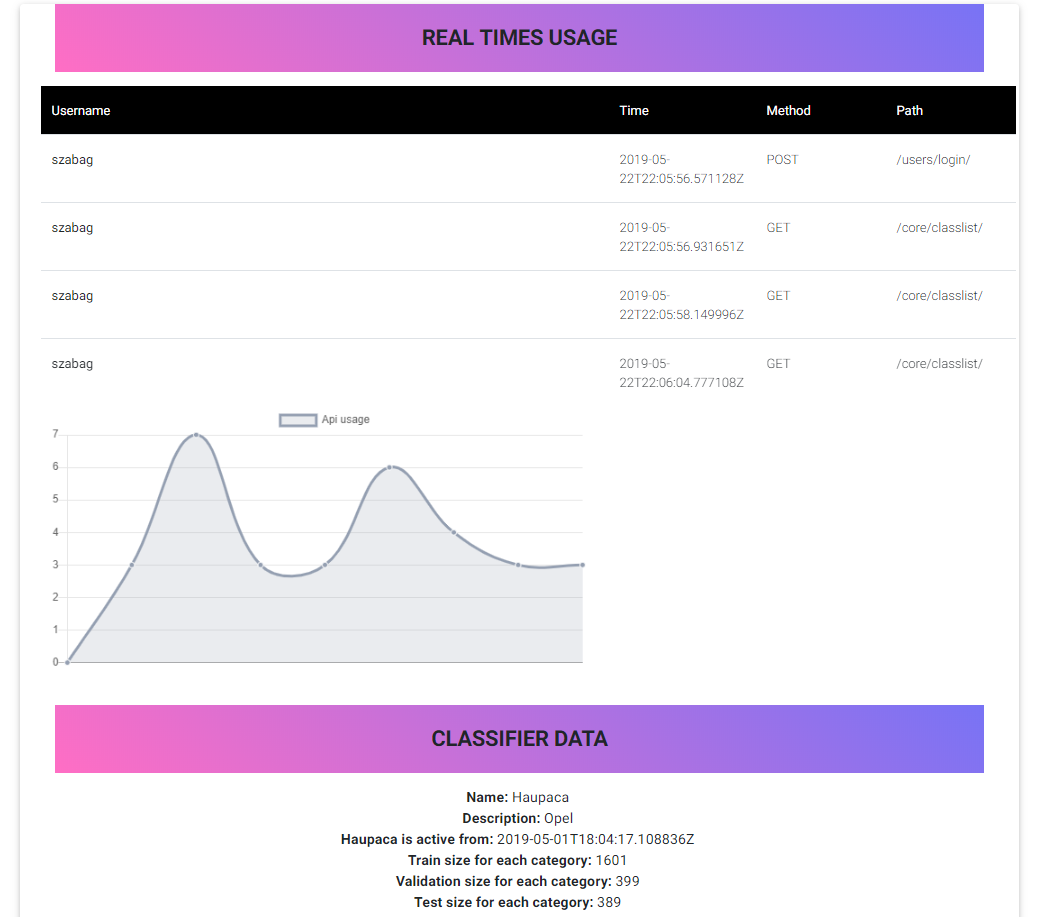 REAL TIMES USAGE
Username Time Method Path
szabag 2019-05- POST /users/login/
22T22:05:56.571128Z
szabag 2019-05- GET /core/classlist/
22T22:05:56.931651Z
szabag 2019-05- GET /core/classlist/
22T22:05:58.149996Z
szabag 2019-05- GET /core/classlist/
22T22:06:04.777108Z
Api usage
7
6
5
4
3
2
1
0
CLASSIFIER DATA
Name: Haupaca
Description: Opel
Haupaca is active from: 2019-05-01T18:04:17.108836Z
Train size for each category: 1601
Validation size for each category: 399
Test size for each category: 389